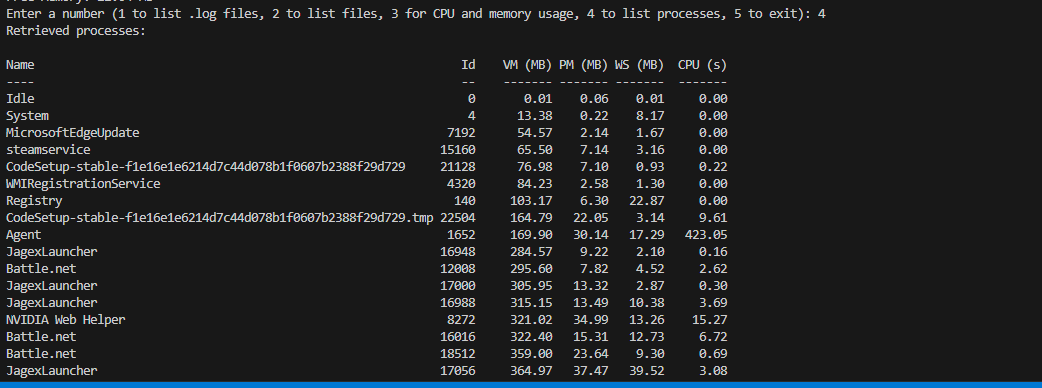 Enter a number (1 to list .log files, 2 to list files, 3 for CPU and memory usage, 4 to list processes, 5 to exit): 4
Retrieved processes:
Name Id VM (MB) PM (MB) WS (MB) CPU (s)
---- -- ------- ------- ------- -------
Idle 0 0.01 0.06 0.01 0.00
System 4 13.38 0.22 8.17 0.00
MicrosoftEdgeUpdate 7192 54.57 2.14 1.67 0.00
steamservice 15160 65.50 7.14 3.16 0.00
CodeSetup-stable-f1e16e1e6214d7c44d078b1f0607b2388f29d729 21128 76.98 7.10 0.93 0.22
WMIRegistrationService 4320 84.23 2.58 1.30 0.00
Registry 140 103.17 6.30 22.87 0.00
CodeSetup-stable-f1e16e1e6214d7c44d078b1f0607b2388f29d729.tmp 22504 164.79 22.05 3.14 9.61
Agent 1652 169.90 30.14 17.29 423.05
JagexLauncher 16948 284.57 9.22 2.10 0.16
Battle.net 12008 295.60 7.82 4.52 2.62
JagexLauncher 17000 305.95 13.32 2.87 0.30
JagexLauncher 16988 315.15 13.49 10.38 3.69
NVIDIA Web Helper 8272 321.02 34.99 13.26 15.27
Battle.net 16016 322.40 15.31 12.73 6.72
Battle.net 18512 359.00 23.64 9.30 0.69
JagexLauncher 17056 364.97 37.47 39.52 3.08